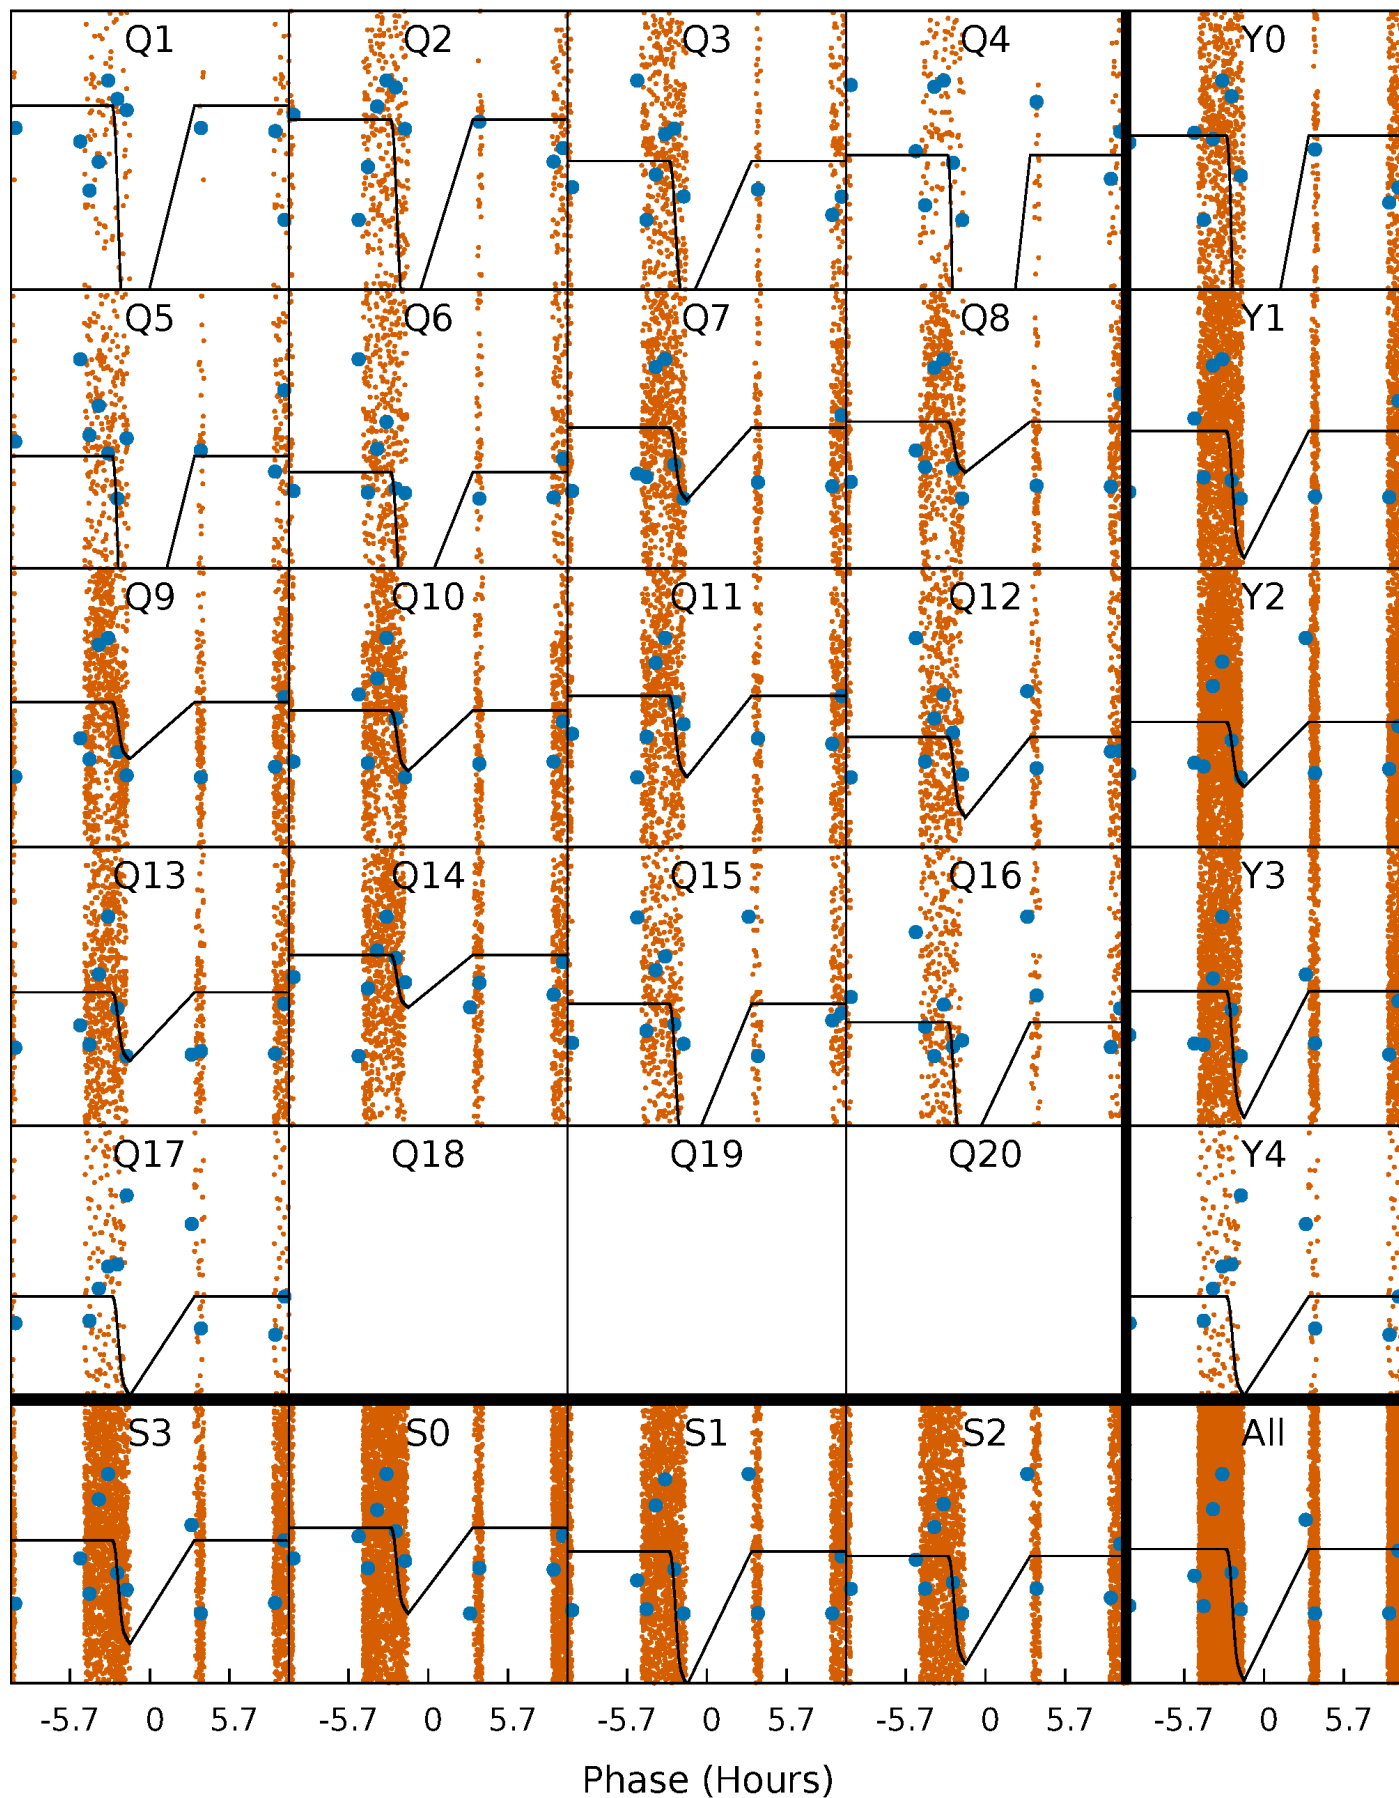 Q1 Q2 Q3 Q4 Y0
Q5 Q6 Q7 Q8 Y1
Q9 Q10 Q11 Q12 Y2
Q13 Q14 Q15 Q16 Y3
Q17 Q18 Q19 Q20 Y4
S3 S0 S1 S2 All
-5.7 0 5.7 -5.7 0 5.7 -5.7 0 5.7 -5.7 0 5.7 -5.7 0 5.7
Phase (Hours)